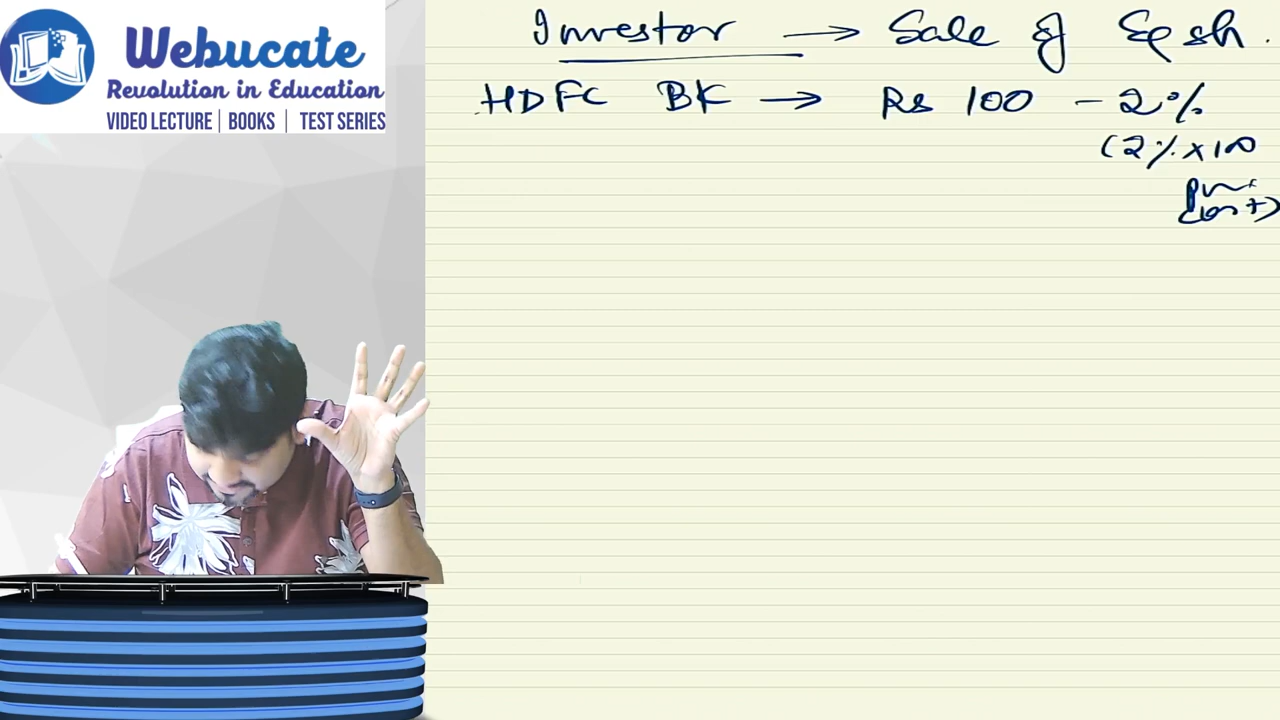 Webucate
Revolution in Education
VIDEO LECTURE | BOOKS | TEST SERIES
Investor → Sale of Eq sh.
HDFC BK → Rs 100 - 2%
(2% x 100